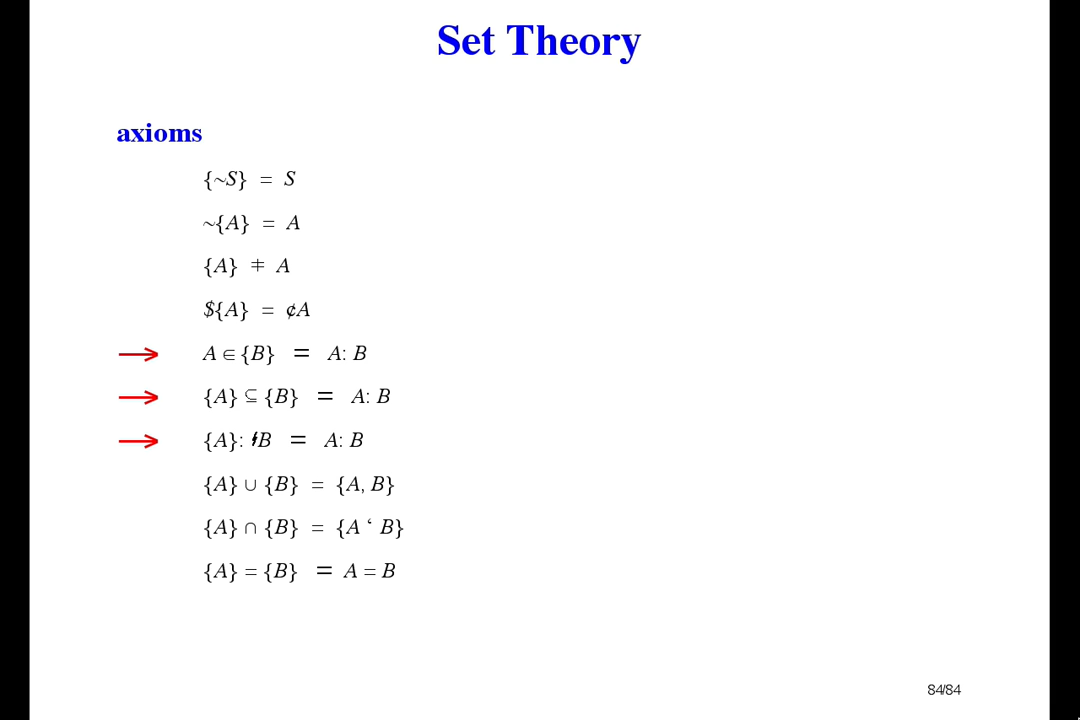 Set Theory
axioms
{~S} = S
~{A} = A
{A} ⧧ A
${A} = ¢A
A ∈ {B} = A: B
{A} ⊆ {B} = A: B
{A}: ⚡B = A: B
{A} ∪ {B} = {A, B}
{A} ∩ {B} = {A ‘ B}
{A} = {B} = A = B
84/84